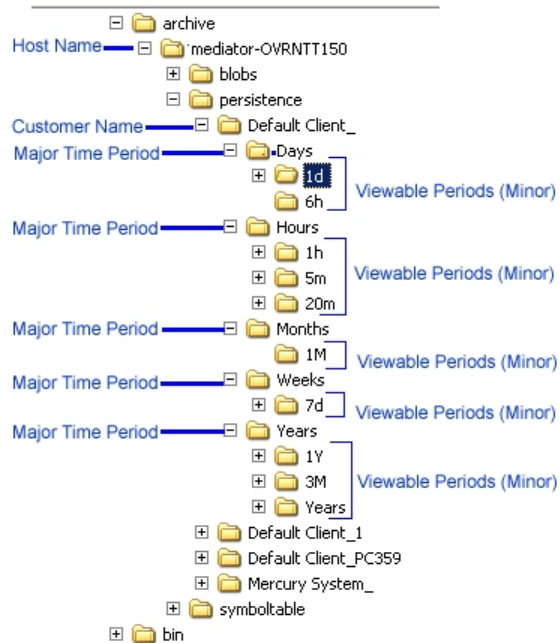 archive
Host Name mediator-OVRNTT150
blobs
persistence
Customer Name Default Client_
Major Time Period Days
1d
Viewable Periods (Minor)
6h
Major Time Period Hours
1h
5m Viewable Periods (Minor)
20m
Major Time Period Months
1M Viewable Periods (Minor)
Major Time Period Weeks
7d Viewable Periods (Minor)
Major Time Period Years
1Y
3M Viewable Periods (Minor)
Years
Default Client_1
Default Client_PC359
Mercury System_
symboltable
bin